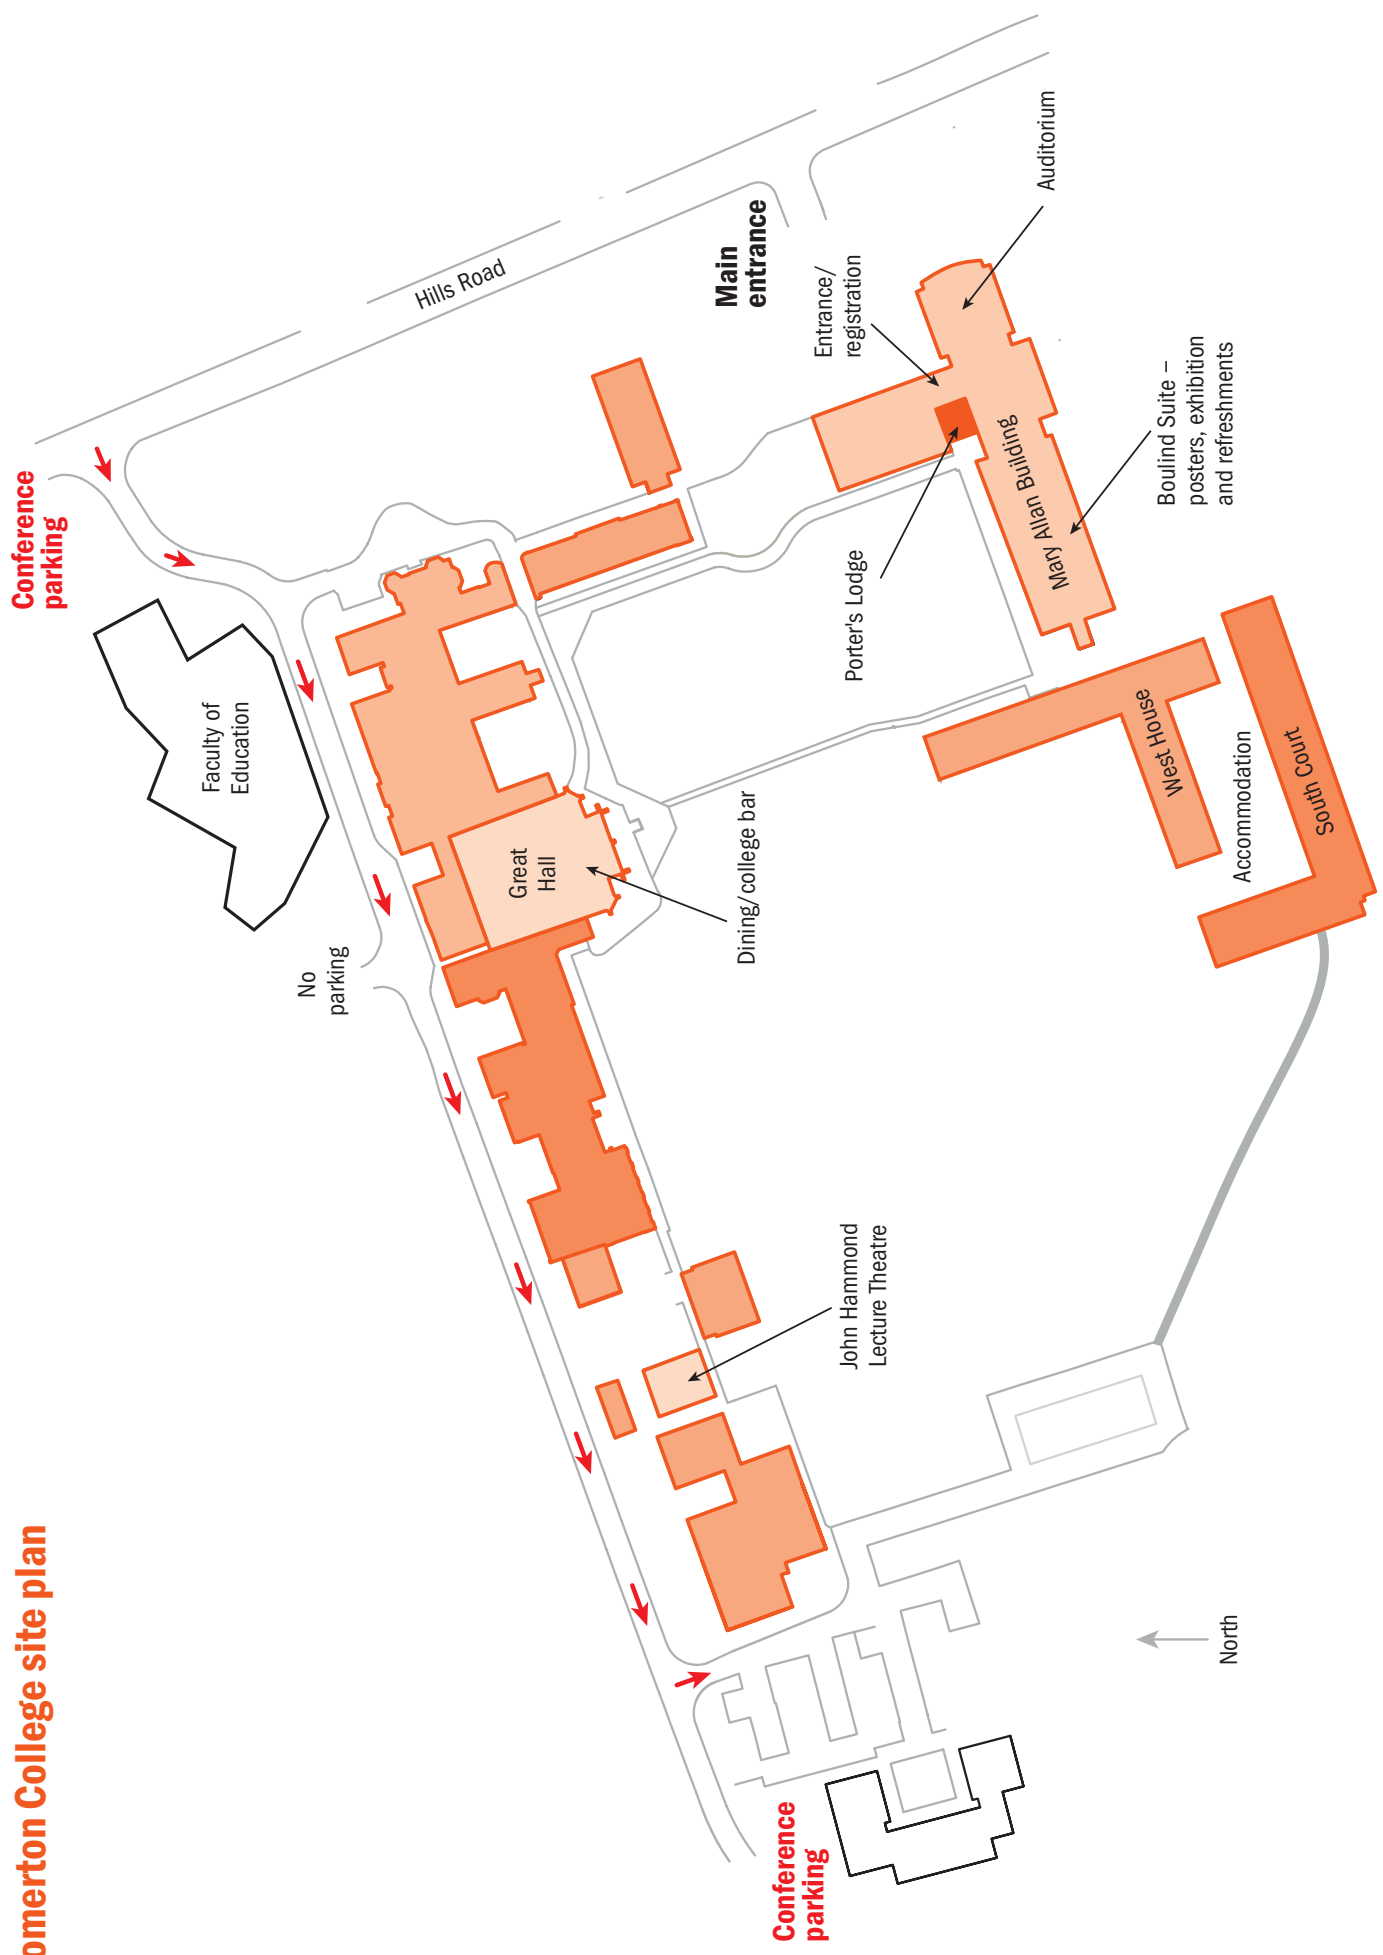 omerton College site plan
Conference
parking
Faculty of
Education
No
parking
Hills Road
Great
Hall
Main
entrance
Dining/college bar
Conference
parking
Entrance/
registration
John Hammond
Lecture Theatre
Porter's Lodge
Auditorium
Mary Allan Building
West House
Boulind Suite –
posters, exhibition
and refreshments
North
Accommodation
South Court